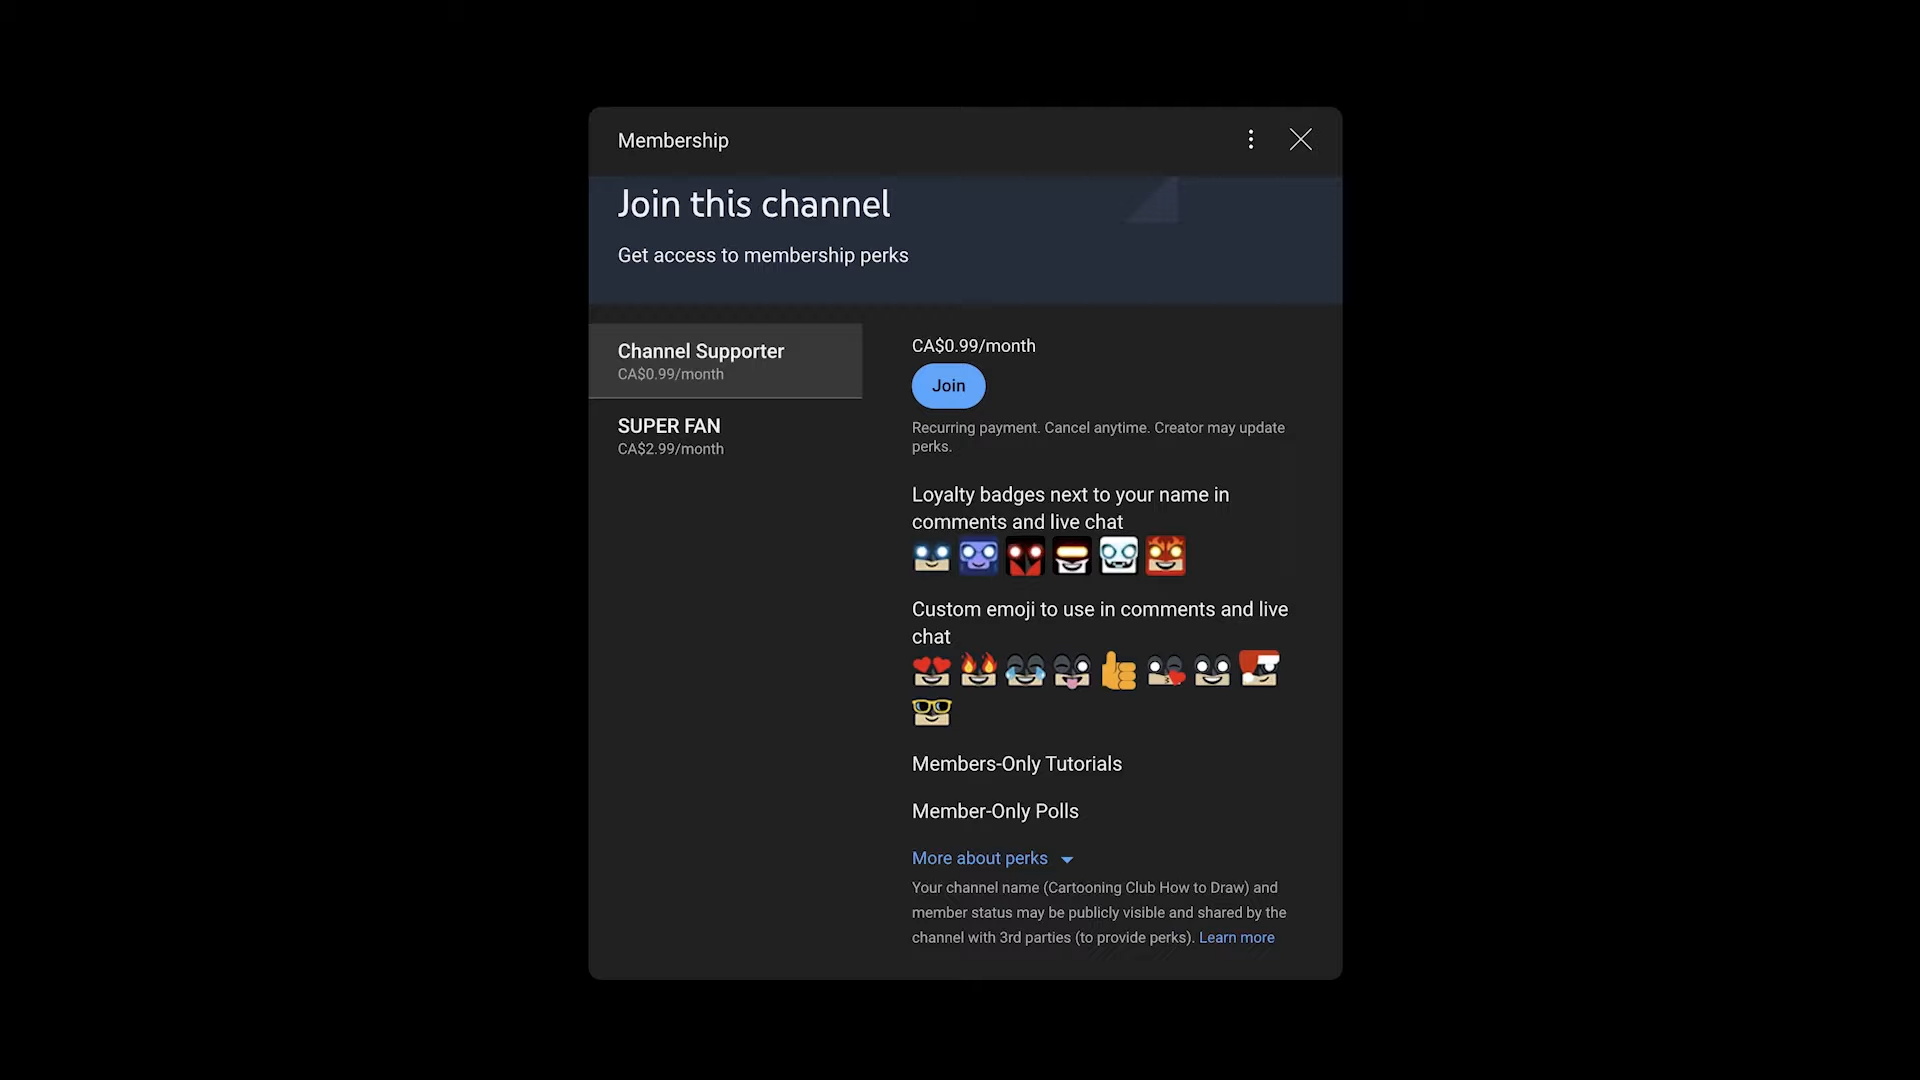 Membership
Join this channel
Get access to membership perks
Channel Supporter
CA$0.99/month
SUPER FAN
CA$2.99/month
CA$0.99/month
Join
Recurring payment. Cancel anytime. Creator may update
perks.
Loyalty badges next to your name in
comments and live chat
Custom emoji to use in comments and live
chat
Members-Only Tutorials
Member-Only Polls
More about perks
Your channel name (Cartooning Club How to Draw) and
member status may be publicly visible and shared by the
channel with 3rd parties (to provide perks). Learn more